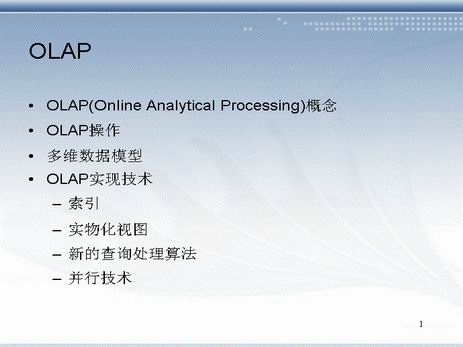 OLAP
• OLAP(Online Analytical Processing)概念
• OLAP操作
• 多维数据模型
• OLAP实现技术
– 索引
– 实物化视图
– 新的查询处理算法
– 并行技术
1